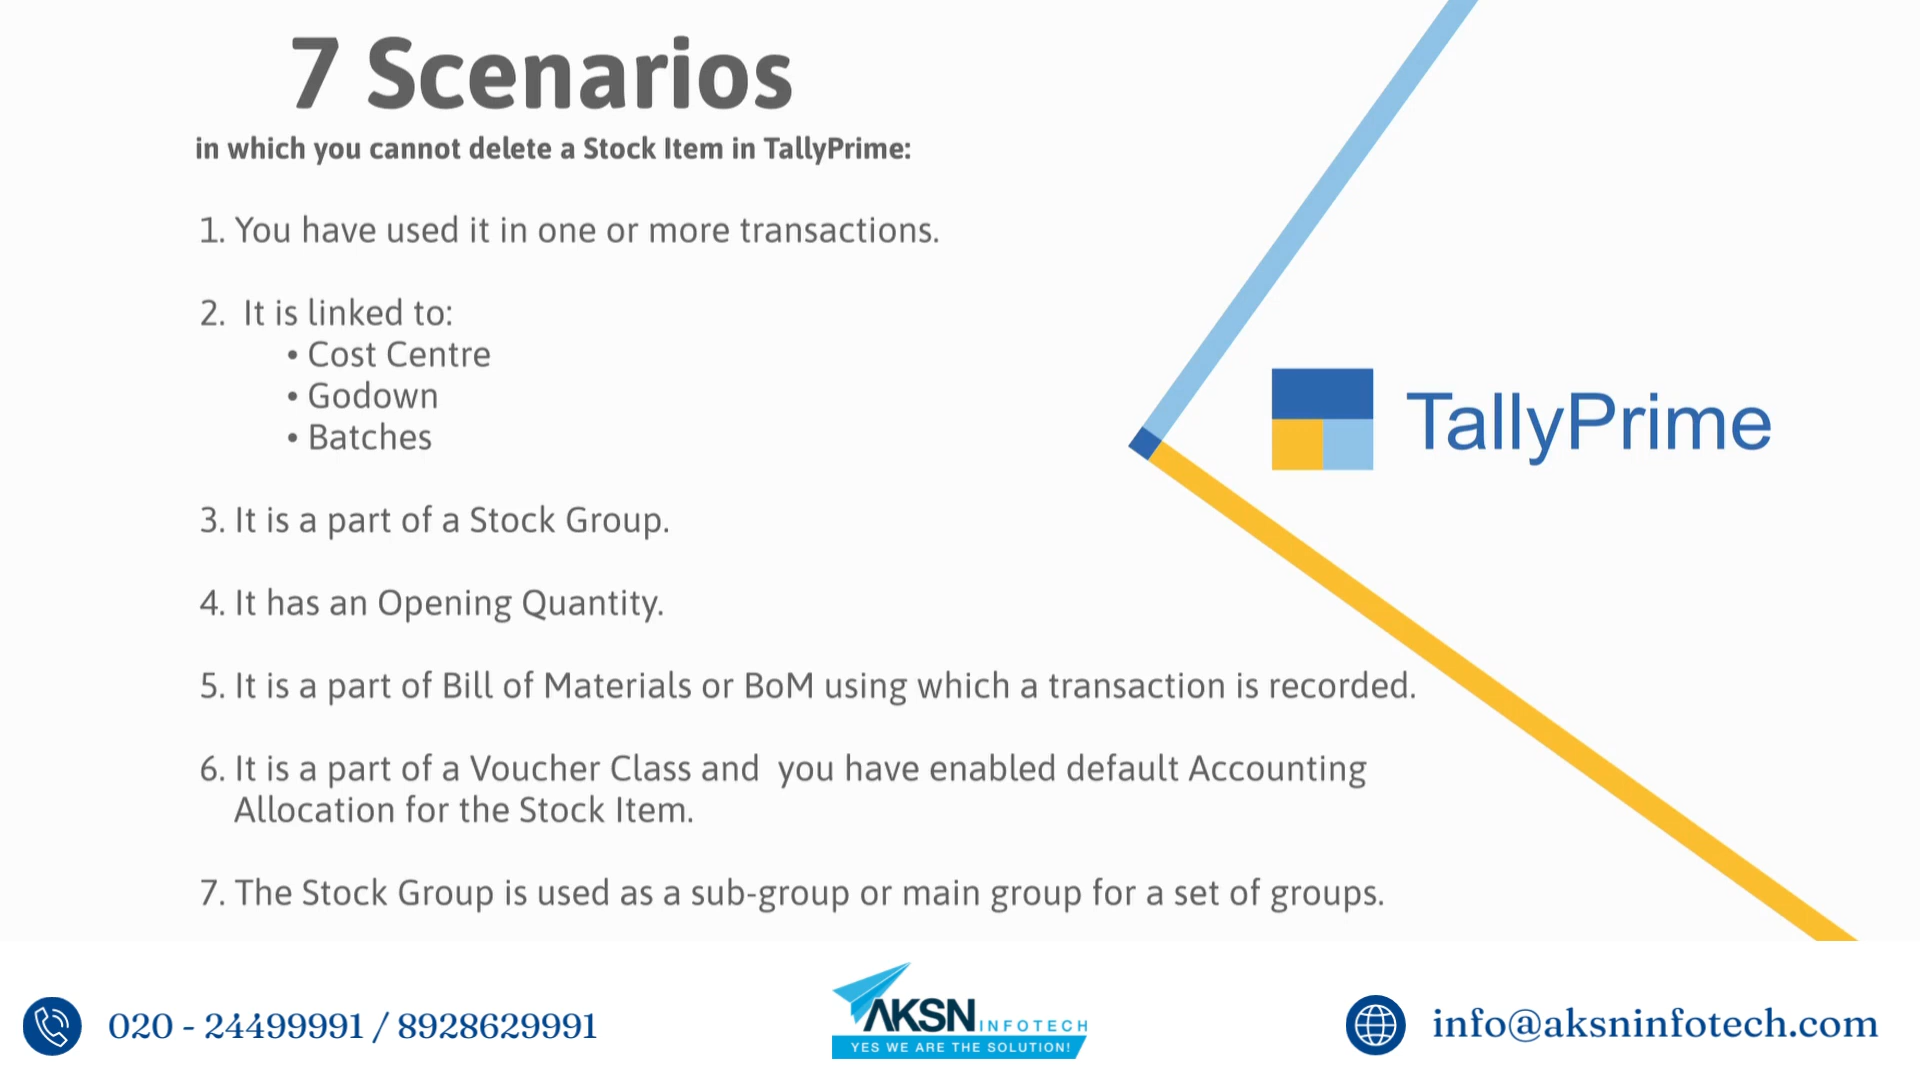 7 Scenarios
in which you cannot delete a Stock Item in TallyPrime:
1. You have used it in one or more transactions.
2. It is linked to:
• Cost Centre
• Godown
• Batches
3. It is a part of a Stock Group.
4. It has an Opening Quantity.
5. It is a part of Bill of Materials or BoM using which a transaction is recorded.
6. It is a part of a Voucher Class and you have enabled default Accounting
Allocation for the Stock Item.
7. The Stock Group is used as a sub-group or main group for a set of groups.
TallyPrime
020 - 24499991 / 8928629991
AKSN INFOTECH
YES WE ARE THE SOLUTION!
info@aksninfotech.com